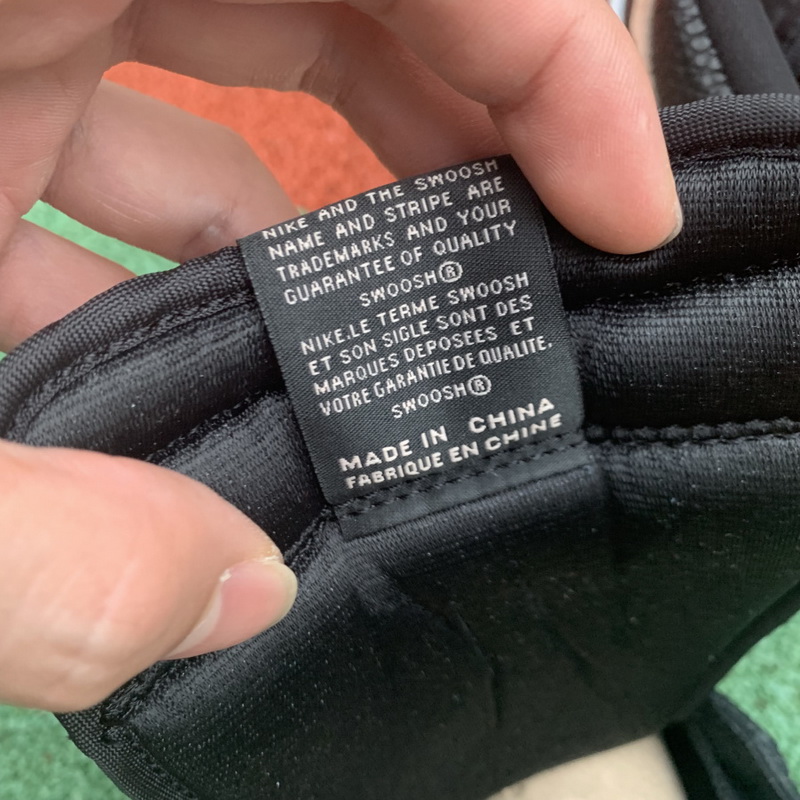 NIKE AND THE SWOOSH
NAME AND STRIPE ARE
TRADEMARKS AND YOUR
GUARANTEE OF QUALITY
SWOOSH®
NIKE.LE TERME SWOOSH
ET SON SIGLE SONT DES
MARQUES DEPOSEES ET
VOTRE GARANTIE DE QUALITE.
SWOOSH®
MADE IN CHINA
FABRIQUE EN CHINE